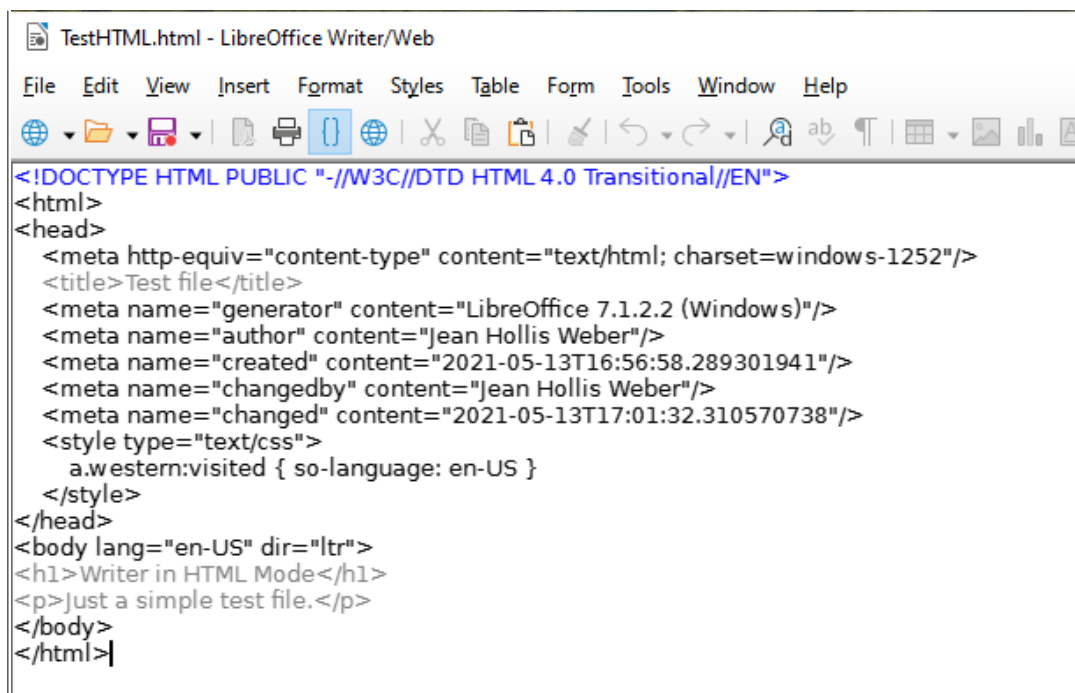 TestHTML.html - LibreOffice Writer/Web
File Edit View Insert Format Styles Table Form Tools Window Help
<!DOCTYPE HTML PUBLIC "-//W3C//DTD HTML 4.0 Transitional//EN">
<html>
<head>
<meta http-equiv="content-type" content="text/html; charset=windows-1252"/>
<title>Test file</title>
<meta name="generator" content="LibreOffice 7.1.2.2 (Windows)"/>
<meta name="author" content="Jean Hollis Weber"/>
<meta name="created" content="2021-05-13T16:56:58.289301941"/>
<meta name="changedby" content="Jean Hollis Weber"/>
<meta name="changed" content="2021-05-13T17:01:32.310570738"/>
<style type="text/css">
a.western:visited { so-language: en-US }
</style>
</head>
<body lang="en-US" dir="ltr">
<h1>Writer in HTML Mode</h1>
<p>Just a simple test file.</p>
</body>
</html>